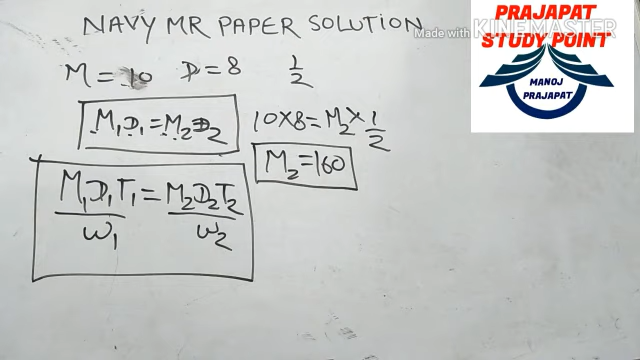 NAVY MR PAPER SOLUTION
M = 10 D = 8 1/2
M₁D₁ = M₂D₂
10×8 = M₂ × 1/2
M₂ = 160
M₁D₁T₁/W₁ = M₂D₂T₂/W₂
PRAJAPAT
STUDY POINT
MANOJ
PRAJAPAT
Made with KINEMASTER